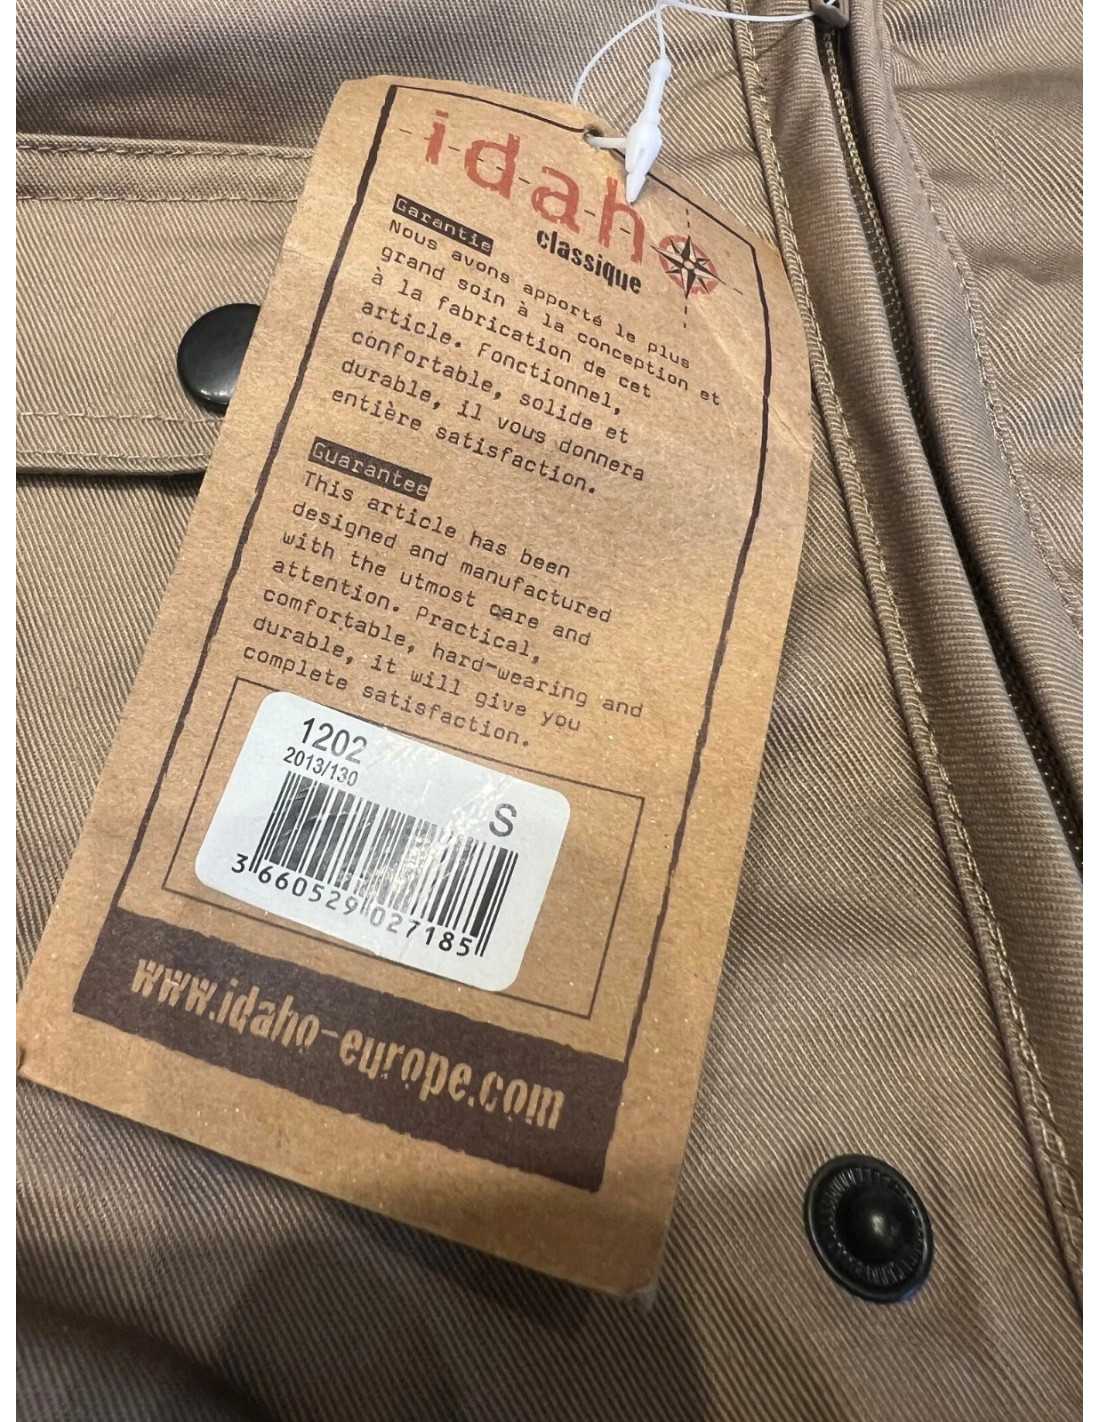 idaho
classique
Garantie
Nous avons apporté le plus
grand soin à la conception et
à la fabrication de cet
article. Fonctionnel,
confortable, solide et
durable, il vous donnera
entière satisfaction.
Guarantee
This article has been
designed and manufactured
with the utmost care and
attention. Practical,
comfortable, hard-wearing and
durable, it will give you
complete satisfaction.
1202
2013/130
S
3 660529 027185
www.idaho-europe.com